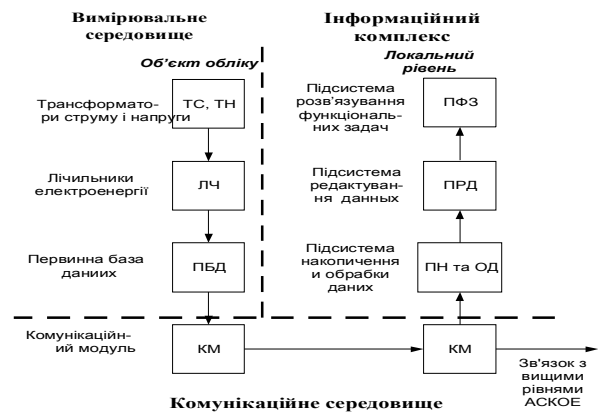 Вимірювальне
середовище
Інформаційний
комплекс
Об'єкт обліку
Локальний
рівень
Трансформато-
ри струму і напруги
ТС, ТН
Підсистема
розв'язування
функціональ-
них задач
ПФЗ
Лічильники
електроенергії
ЛЧ
Підсистема
редактуван-
ня данных
ПРД
Первинна база
даниих
ПБД
Підсистема
накопичення
и обрабки
даних
ПН та ОД
Комунікаційн-
ний модуль
КМ
КМ
Зв'язок з
вищими
рівнями
АСКОЕ
Комунікаційне середовище